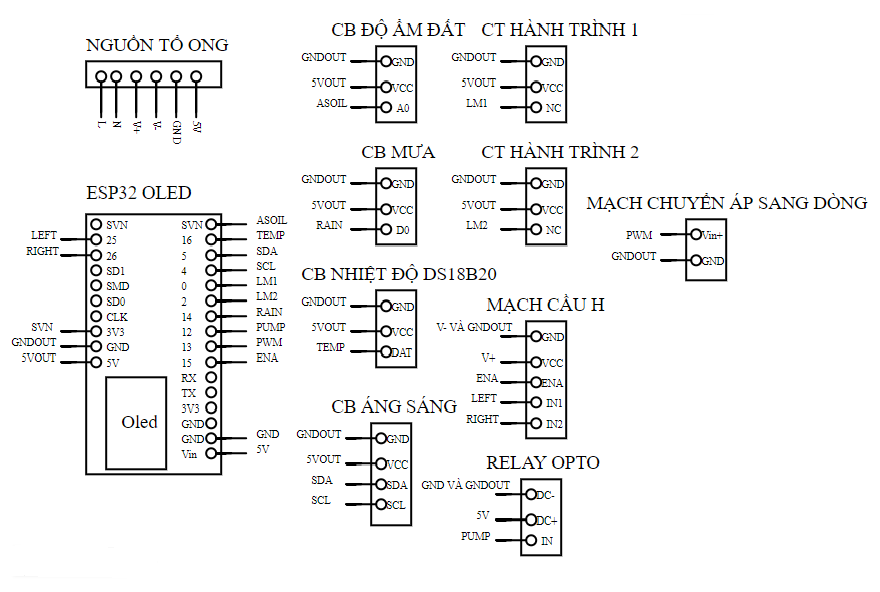 NGUỒN TỔ ONG
L
N
V+
V-
GND
5V
CB ĐỘ ẨM ĐẤT
GNDOUT
GND
5VOUT
VCC
ASOIL
A0
CT HÀNH TRÌNH 1
GNDOUT
GND
5VOUT
VCC
LM1
NC
CB MƯA
GNDOUT
GND
5VOUT
VCC
RAIN
D0
CT HÀNH TRÌNH 2
GNDOUT
GND
5VOUT
VCC
LM2
NC
MẠCH CHUYỂN ÁP SANG DÒNG
PWM
Vin+
GNDOUT
GND
ESP32 OLED
SVN SVN ASOIL
LEFT 25 16 TEMP
RIGHT 26 5 SDA
SD1 4 SCL
SMD 0 LM1
SD0 2 LM2
CLK 14 RAIN
SVN 3V3 12 PUMP
GNDOUT GND 13 PWM
5VOUT 5V 15 ENA
RX
TX
3V3
Oled
GND
GND GND
Vin 5V
CB NHIỆT ĐỘ DS18B20
GNDOUT
GND
5VOUT
VCC
TEMP
DAT
MẠCH CẦU H
V- VÀ GNDOUT
GND
V+
VCC
ENA
ENA
LEFT
IN1
RIGHT
IN2
CB ÁNG SÁNG
GNDOUT
GND
5VOUT
VCC
SDA
SDA
SCL
SCL
RELAY OPTO
GND VÀ GNDOUT
DC-
5V
DC+
PUMP
IN